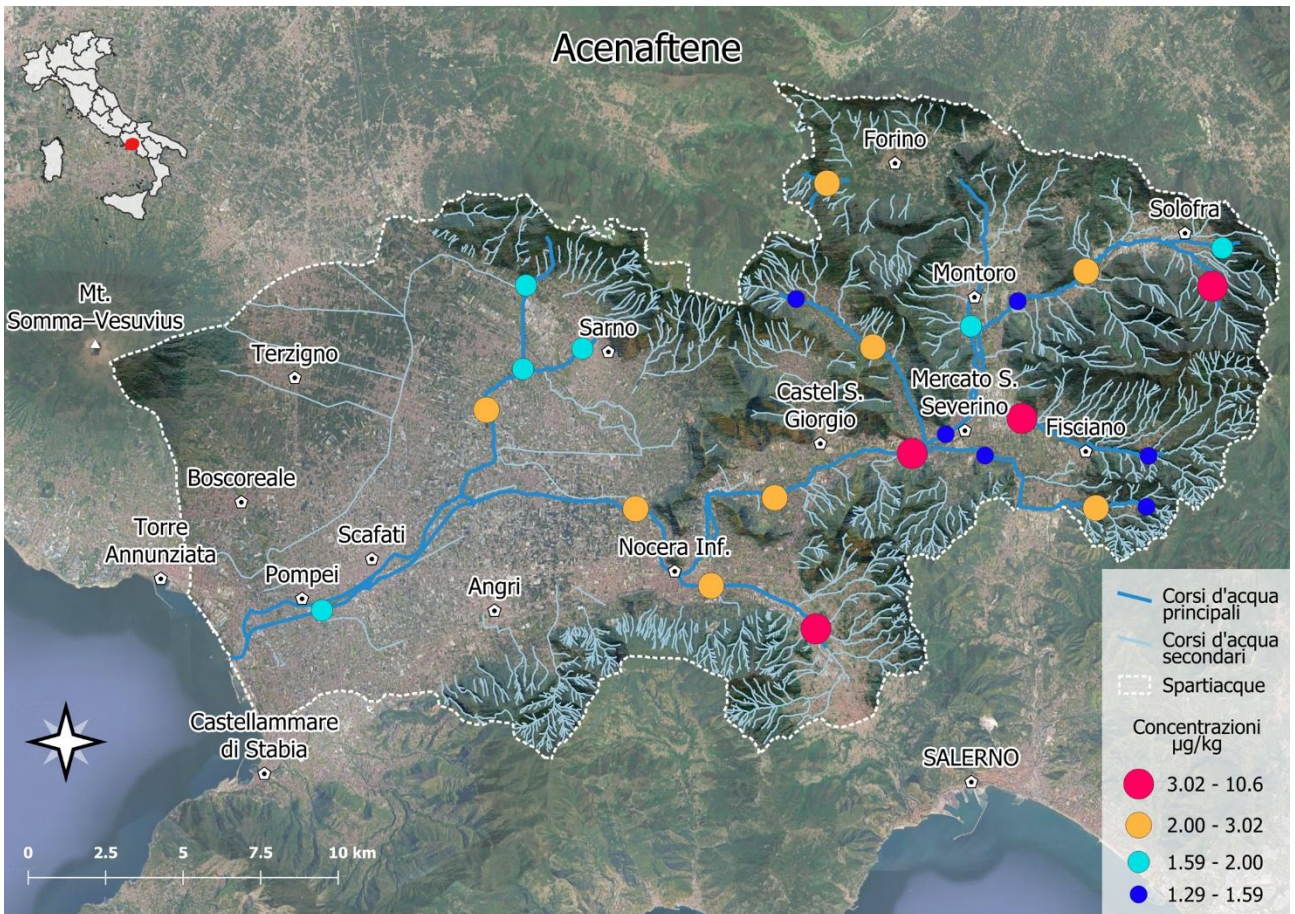 Acenaftene
Forino
Solofra
Mt.
Somma–Vesuvius
Montoro
Sarno
Terzigno
Castel S.
Giorgio
Mercato S.
Severino
Fisciano
Boscoreale
Torre
Annunziata
Scafati
Nocera Inf.
Pompei
Angri
Castellammare
di Stabia
SALERNO
0 2.5 5 7.5 10 km
Corsi d'acqua
principali
Corsi d'acqua
secondari
Spartiacque
Concentrazioni
µg/kg
3.02 - 10.6
2.00 - 3.02
1.59 - 2.00
1.29 - 1.59